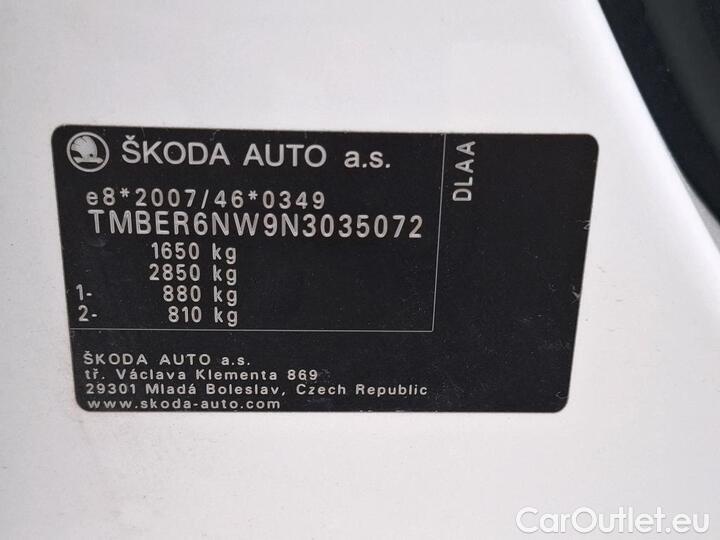 ŠKODA AUTO a.s.
DLAA
e8*2007/46*0349
TMBER6NW9N3035072
1650 kg
2850 kg
1- 880 kg
2- 810 kg
ŠKODA AUTO a.s.
tř. Václava Klementa 869
29301 Mladá Boleslav, Czech Republic
www.skoda-auto.com
CarOutlet.eu